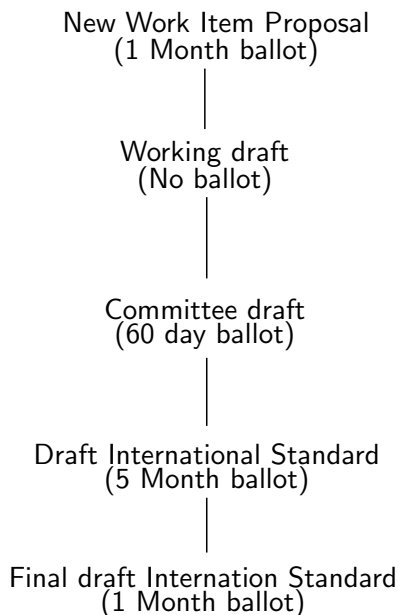 New Work Item Proposal
(1 Month ballot)
Working draft
(No ballot)
Committee draft
(60 day ballot)
Draft International Standard
(5 Month ballot)
Final draft Internation Standard
(1 Month ballot)